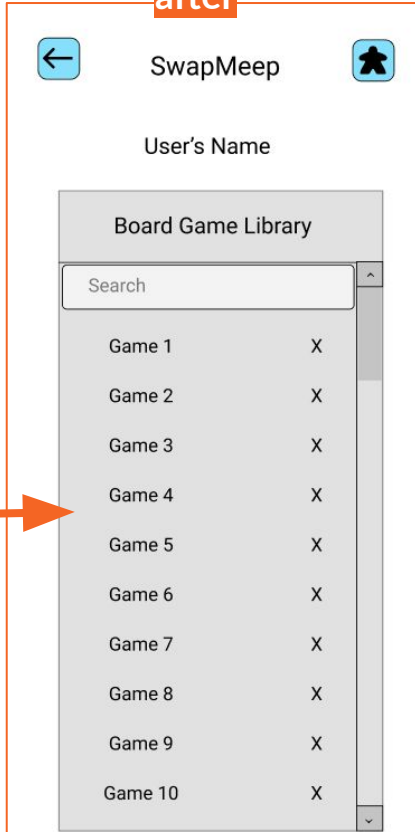 after
SwapMeep
User's Name
Board Game Library
Search
Game 1 X
Game 2 X
Game 3 X
Game 4 X
Game 5 X
Game 6 X
Game 7 X
Game 8 X
Game 9 X
Game 10 X